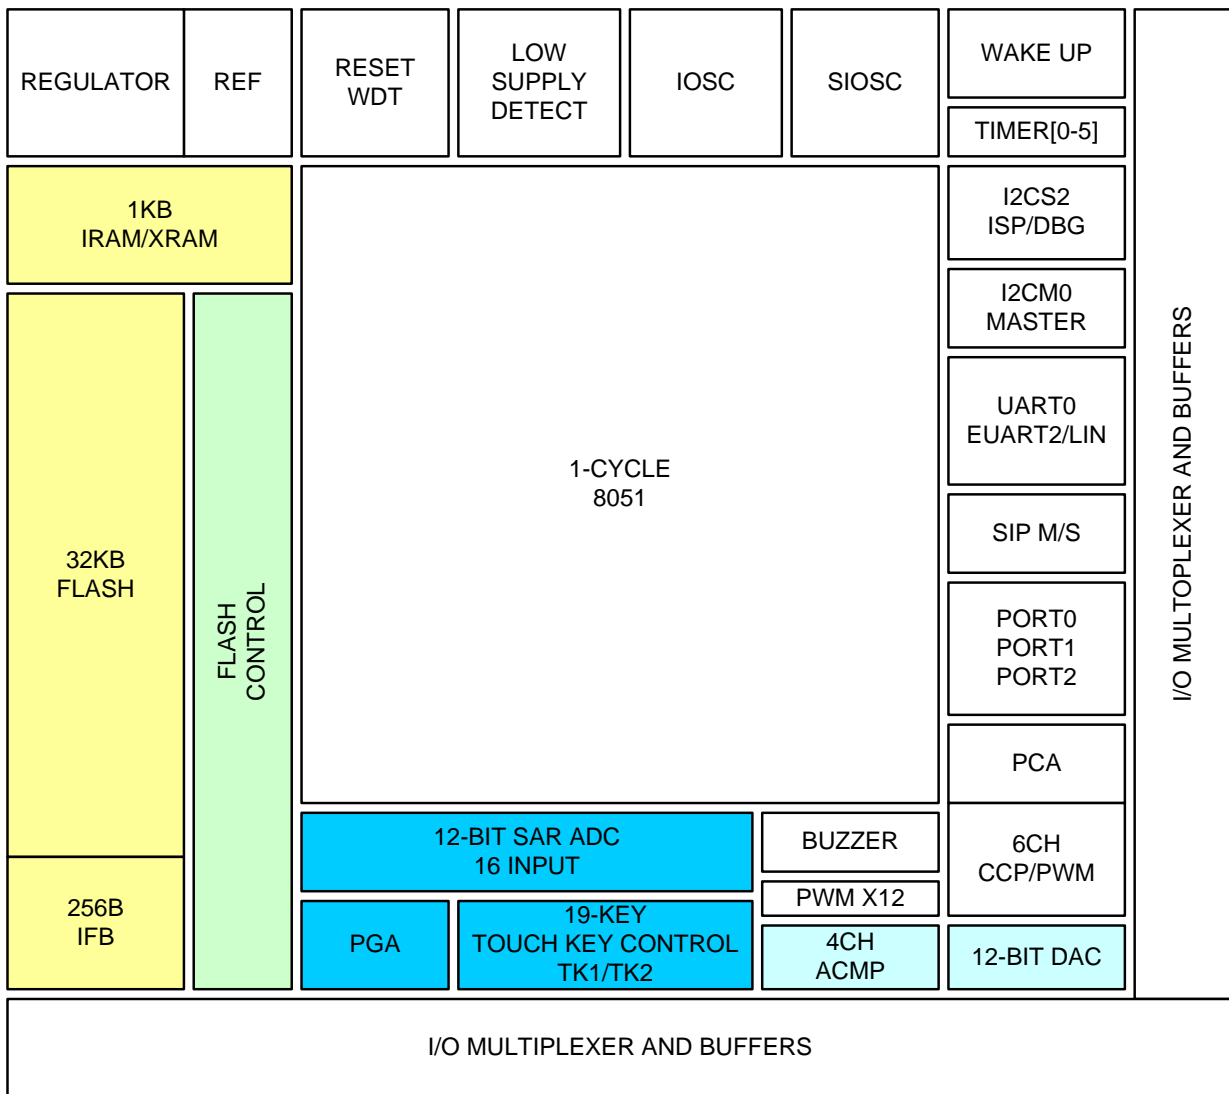 REGULATOR
REF
RESET
WDT
LOW
SUPPLY
DETECT
IOSC
SIOSC
WAKE UP
TIMER[0-5]
1KB
IRAM/XRAM
I2CS2
ISP/DBG
I2CM0
MASTER
UART0
EUART2/LIN
1-CYCLE
8051
SIP M/S
32KB
FLASH
FLASH
CONTROL
PORT0
PORT1
PORT2
I/O MULTOPLEXER AND BUFFERS
PCA
12-BIT SAR ADC
16 INPUT
BUZZER
6CH
CCP/PWM
256B
IFB
PGA
19-KEY
TOUCH KEY CONTROL
TK1/TK2
PWM X12
4CH
ACMP
12-BIT DAC
I/O MULTIPLEXER AND BUFFERS